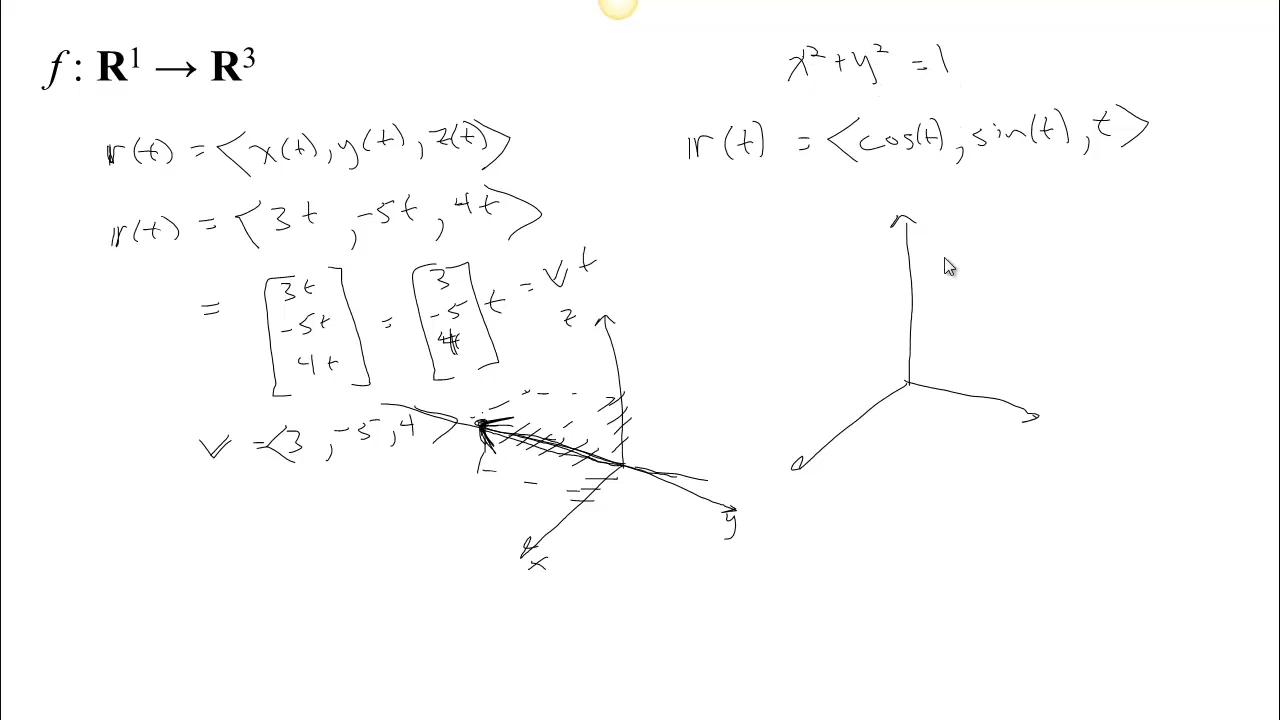 f : R¹ → R³
r(t) = ⟨x(t), y(t), z(t)⟩
r(t) = ⟨3t, -5t, 4t⟩
= [3t -5t 4t] = [3 -5 4] t = v t
v = ⟨3, -5, 4⟩
z
y
x
x² + y² = 1
r(t) = ⟨cos(t), sin(t), t⟩